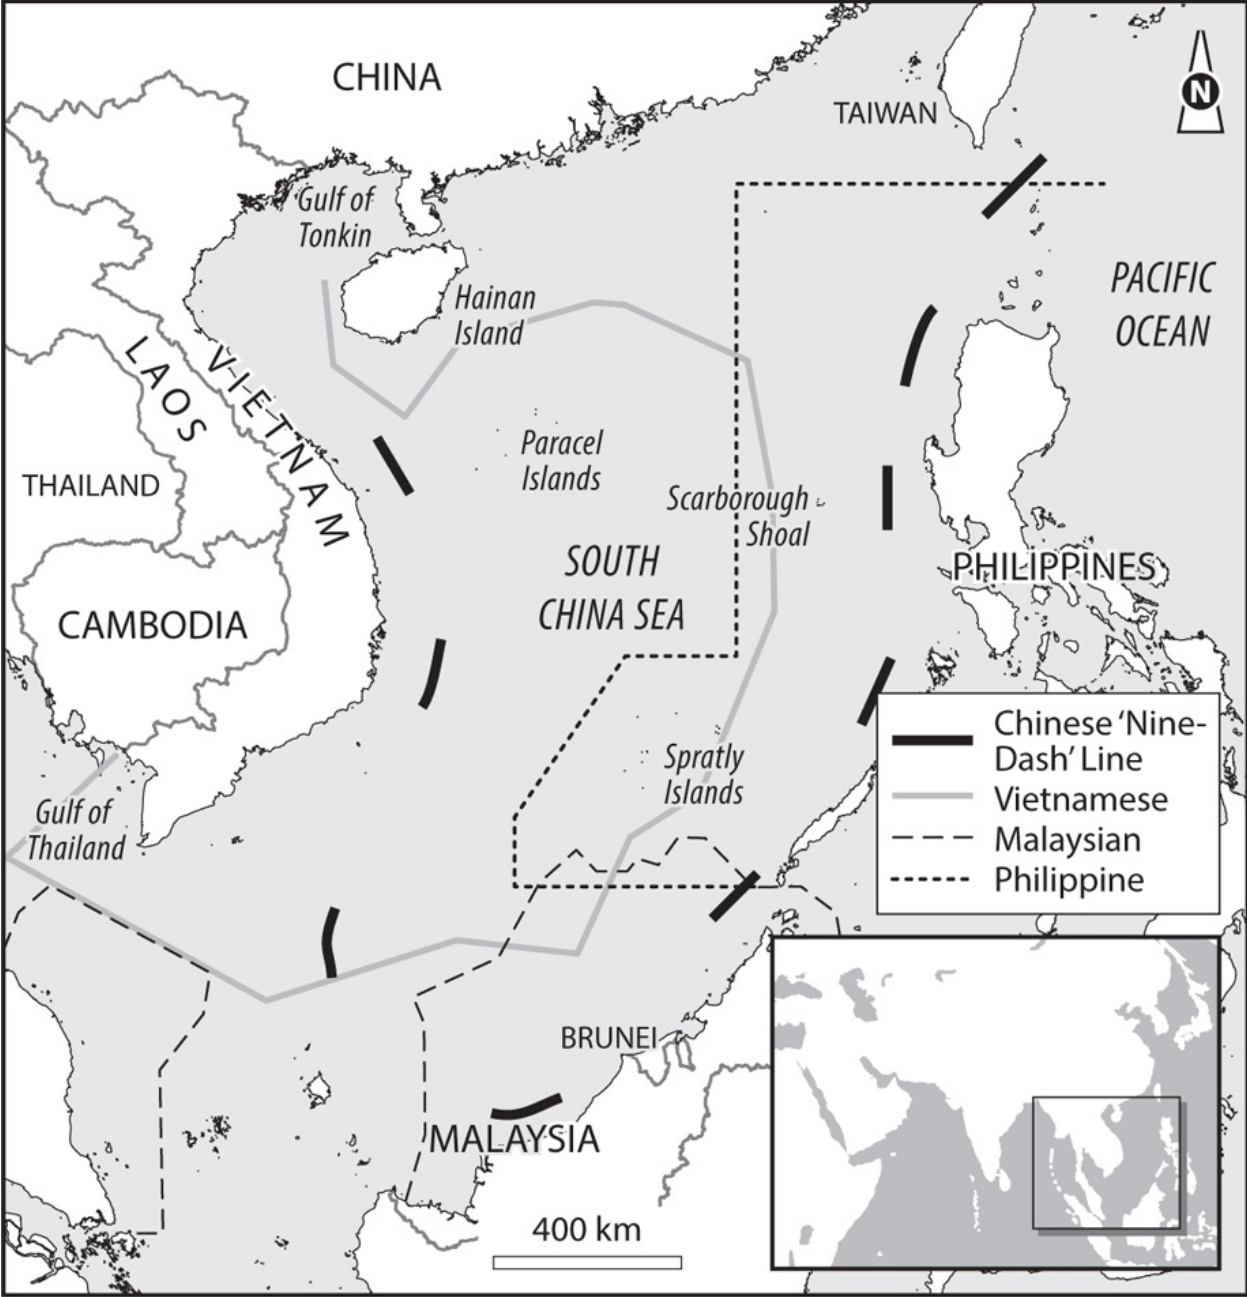 CHINA
TAIWAN
N
Gulf of
Tonkin
Hainan
Island
PACIFIC
OCEAN
LAOS
VIETNAM
Paracel
Islands
THAILAND
Scarborough
Shoal
SOUTH
CHINA SEA
PHILIPPINES
CAMBODIA
Spratly
Islands
Gulf of
Thailand
Chinese ‘Nine-
Dash’ Line
Vietnamese
Malaysian
Philippine
BRUNEI
MALAYSIA
400 km